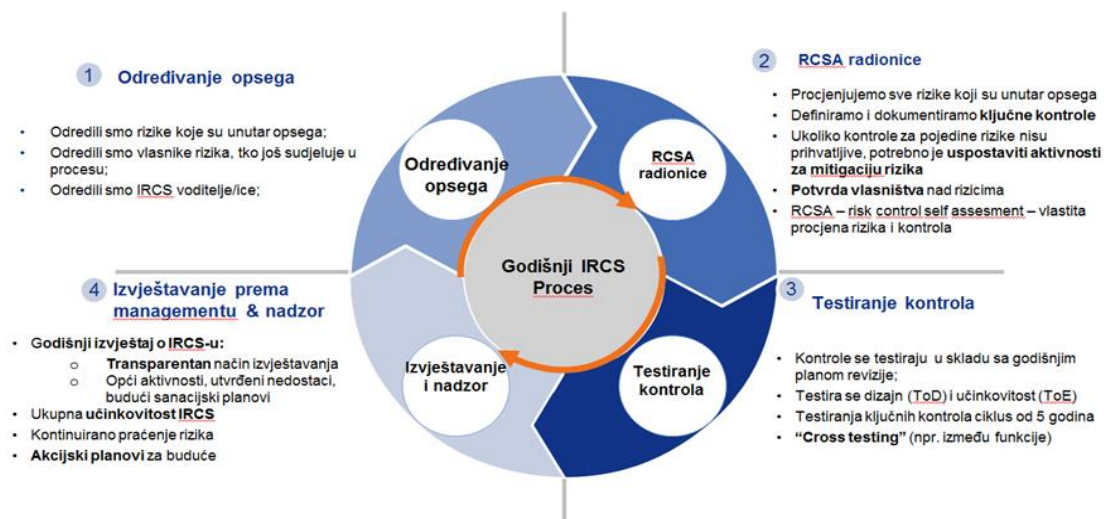 1 Određivanje opsega
• Odredili smo rizike koje su unutar opsega;
• Odredili smo vlasnike rizika, tko još sudjeluje u
procesu;
• Odredili smo IRCS voditelje/ice;
2 RCSA radionice
• Procjenjujemo sve rizike koji su unutar opsega
• Definiramo i dokumentiramo ključne kontrole
• Ukoliko kontrole za pojedine rizike nisu
prihvatljive, potrebno je uspostaviti aktivnosti
za mitigaciju rizika
• Potvrda vlasništva nad rizicima
• RCSA – risk control self assesment – vlastita
procjena rizika i kontrola
Određivanje
opsega
RCSA
radionice
Godišnji IRCS
Proces
Izvještavanje
i nadzor
Testiranje
kontrola
4 Izvještavanje prema
managementu & nadzor
• Godišnji izvještaj o IRCS-u:
o Transparentan način izvještavanja
o Opći aktivnosti, utvrđeni nedostaci,
budući sanacijski planovi
• Ukupna učinkovitost IRCS
• Kontinuirano praćenje rizika
• Akcijski planovi za buduće
3 Testiranje kontrola
• Kontrole se testiraju u skladu sa godišnjim
planom revizije;
• Testira se dizajn (ToD) i učinkovitost (ToE)
• Testiranja ključnih kontrola ciklus od 5 godina
• “Cross testing” (npr. između funkcije)